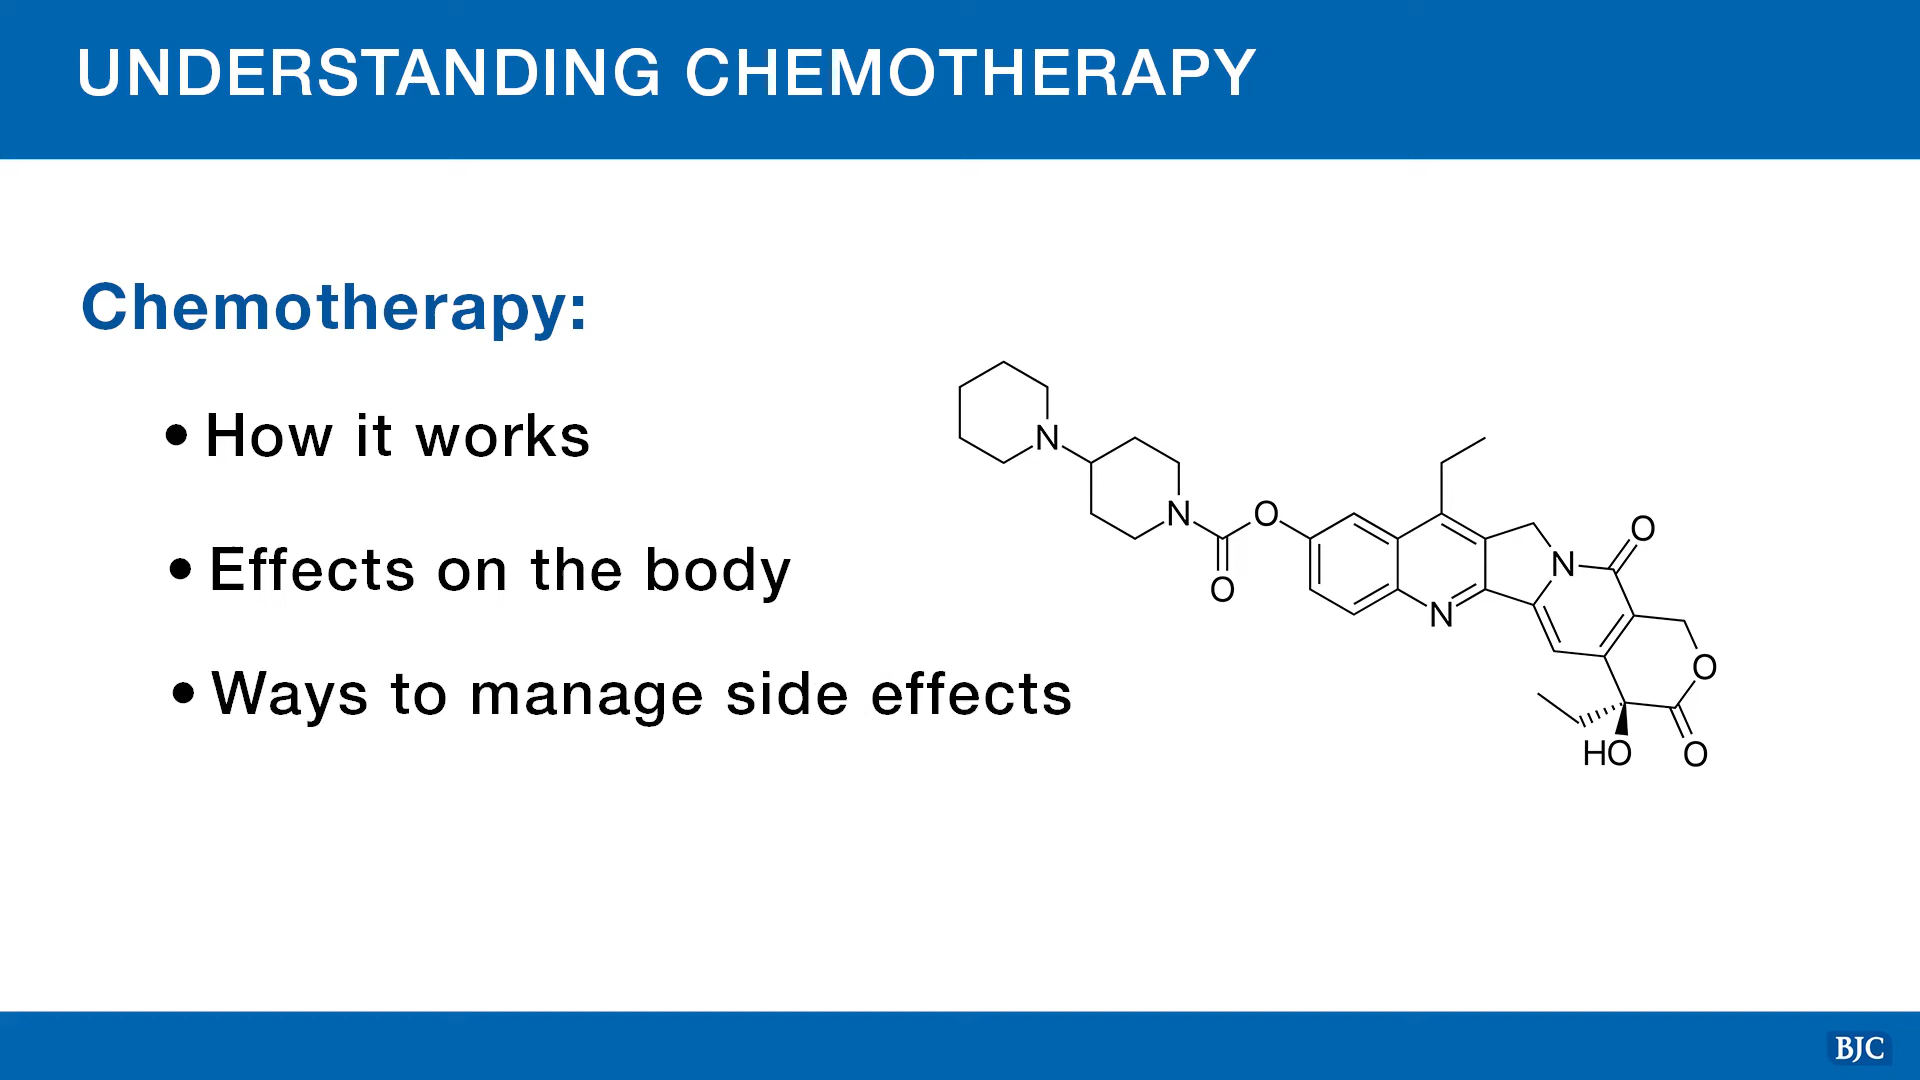 UNDERSTANDING CHEMOTHERAPY
Chemotherapy:
• How it works
• Effects on the body
• Ways to manage side effects
N
N
O
O
N
N
O
O
HO
O
BJC